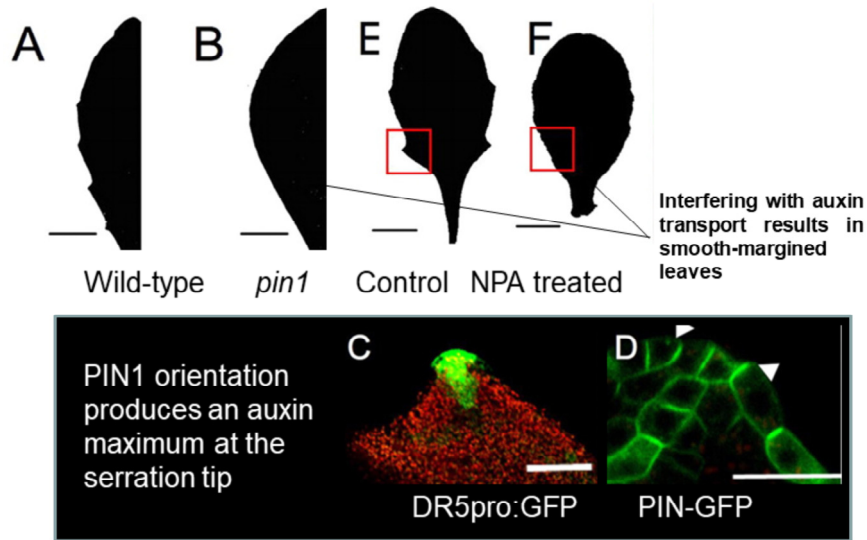 A B E F
Interfering with auxin
transport results in
smooth-margined
leaves
Wild-type pin1 Control NPA treated
C D
PIN1 orientation
produces an auxin
maximum at the
serration tip
DR5pro:GFP PIN-GFP